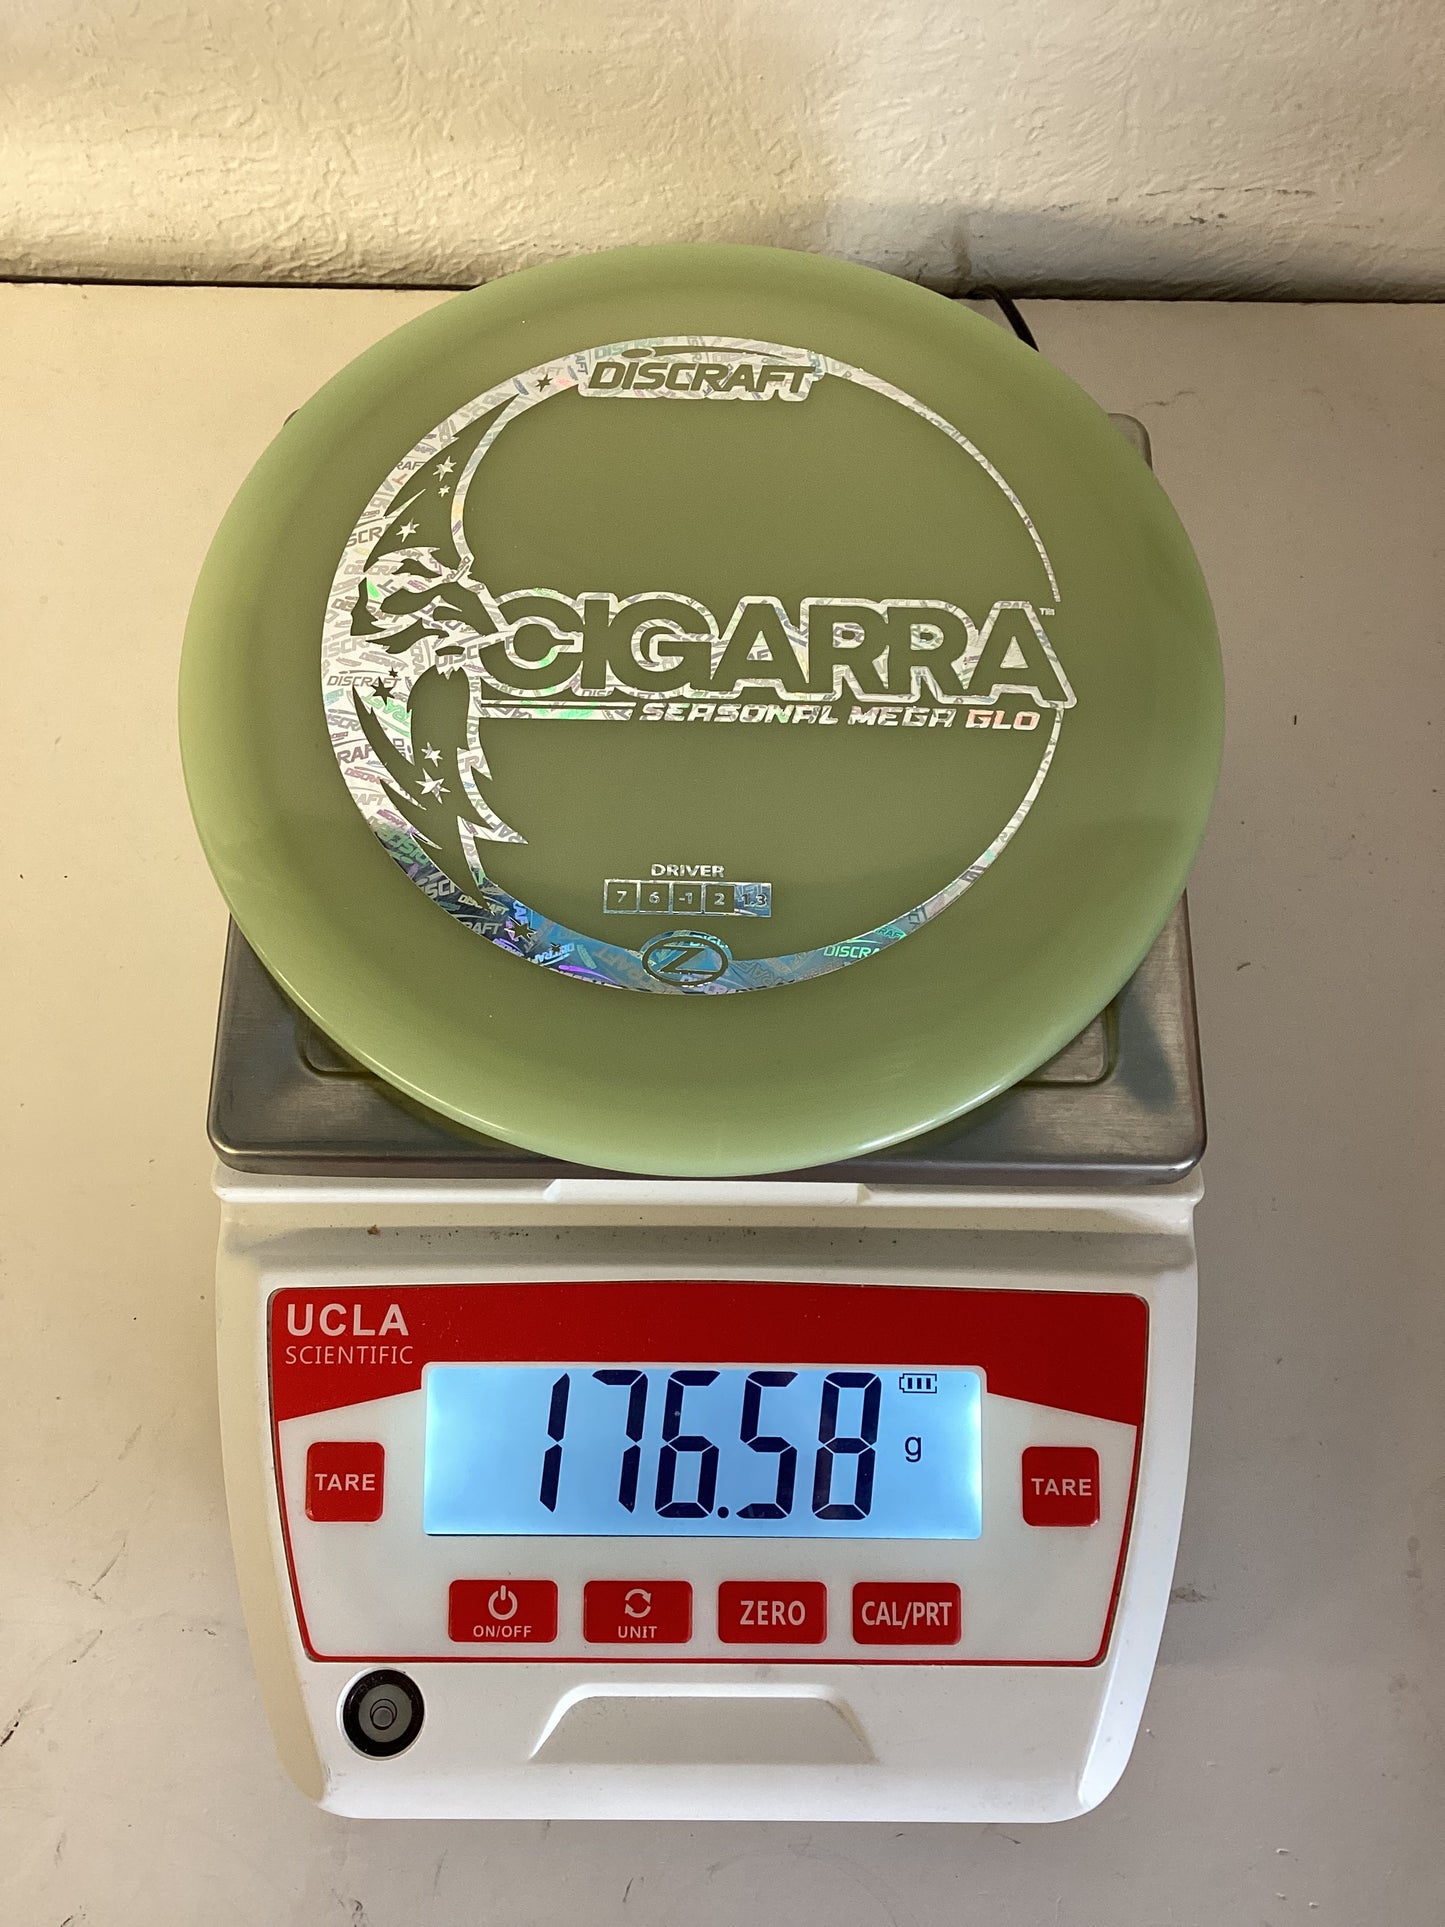 DISCRAFT
CIGARRA™
SEASONAL MEGA GLO
DRIVER
7 6 -1 2 1.3
Z
UCLA
SCIENTIFIC
176.58 g
TARE
TARE
ON/OFF
UNIT
ZERO
CAL/PRT